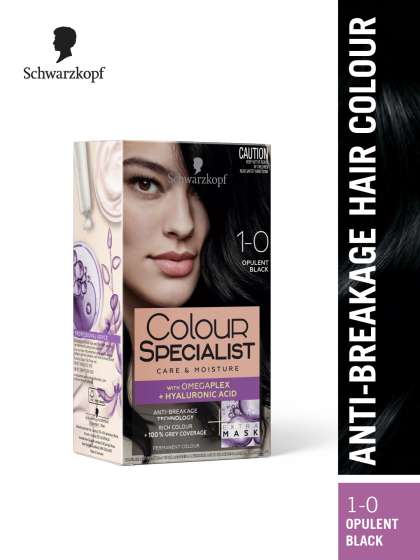 Schwarzkopf
CAUTION
Schwarzkopf
1-0
OPULENT
BLACK
Colour
SPECIALIST
CARE & MOISTURE
WITH OMEGAPLEX
+ HYALURONIC ACID
ANTI-BREAKAGE
TECHNOLOGY
RICH COLOUR
+100% GREY COVERAGE
EXTRA
MASK
PERMANENT COLOUR
ANTI-BREAKAGE HAIR COLOUR
1-0
OPULENT
BLACK